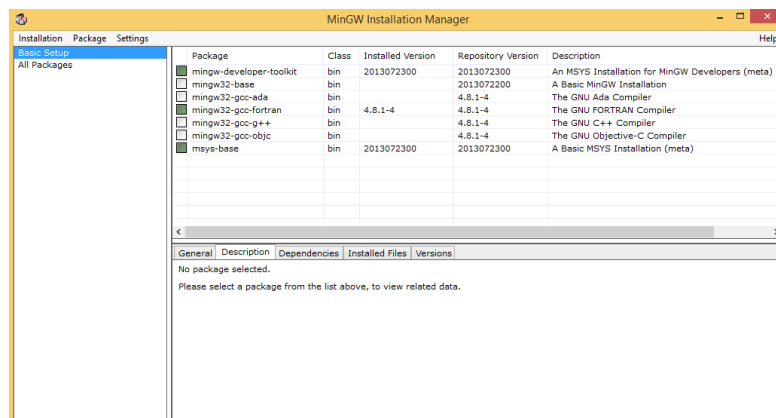 MinGW Installation Manager
Installation Package Settings Help
Basic Setup
All Packages
Package Class Installed Version Repository Version Description
mingw-developer-toolkit bin 2013072300 2013072300 An MSYS Installation for MinGW Developers (meta)
mingw32-base bin 2013072200 A Basic MinGW Installation
mingw32-gcc-ada bin 4.8.1-4 The GNU Ada Compiler
mingw32-gcc-fortran bin 4.8.1-4 4.8.1-4 The GNU FORTRAN Compiler
mingw32-gcc-g++ bin 4.8.1-4 The GNU C++ Compiler
mingw32-gcc-objc bin 4.8.1-4 The GNU Objective-C Compiler
msys-base bin 2013072300 2013072300 A Basic MSYS Installation (meta)
General Description Dependencies Installed Files Versions
No package selected.
Please select a package from the list above, to view related data.